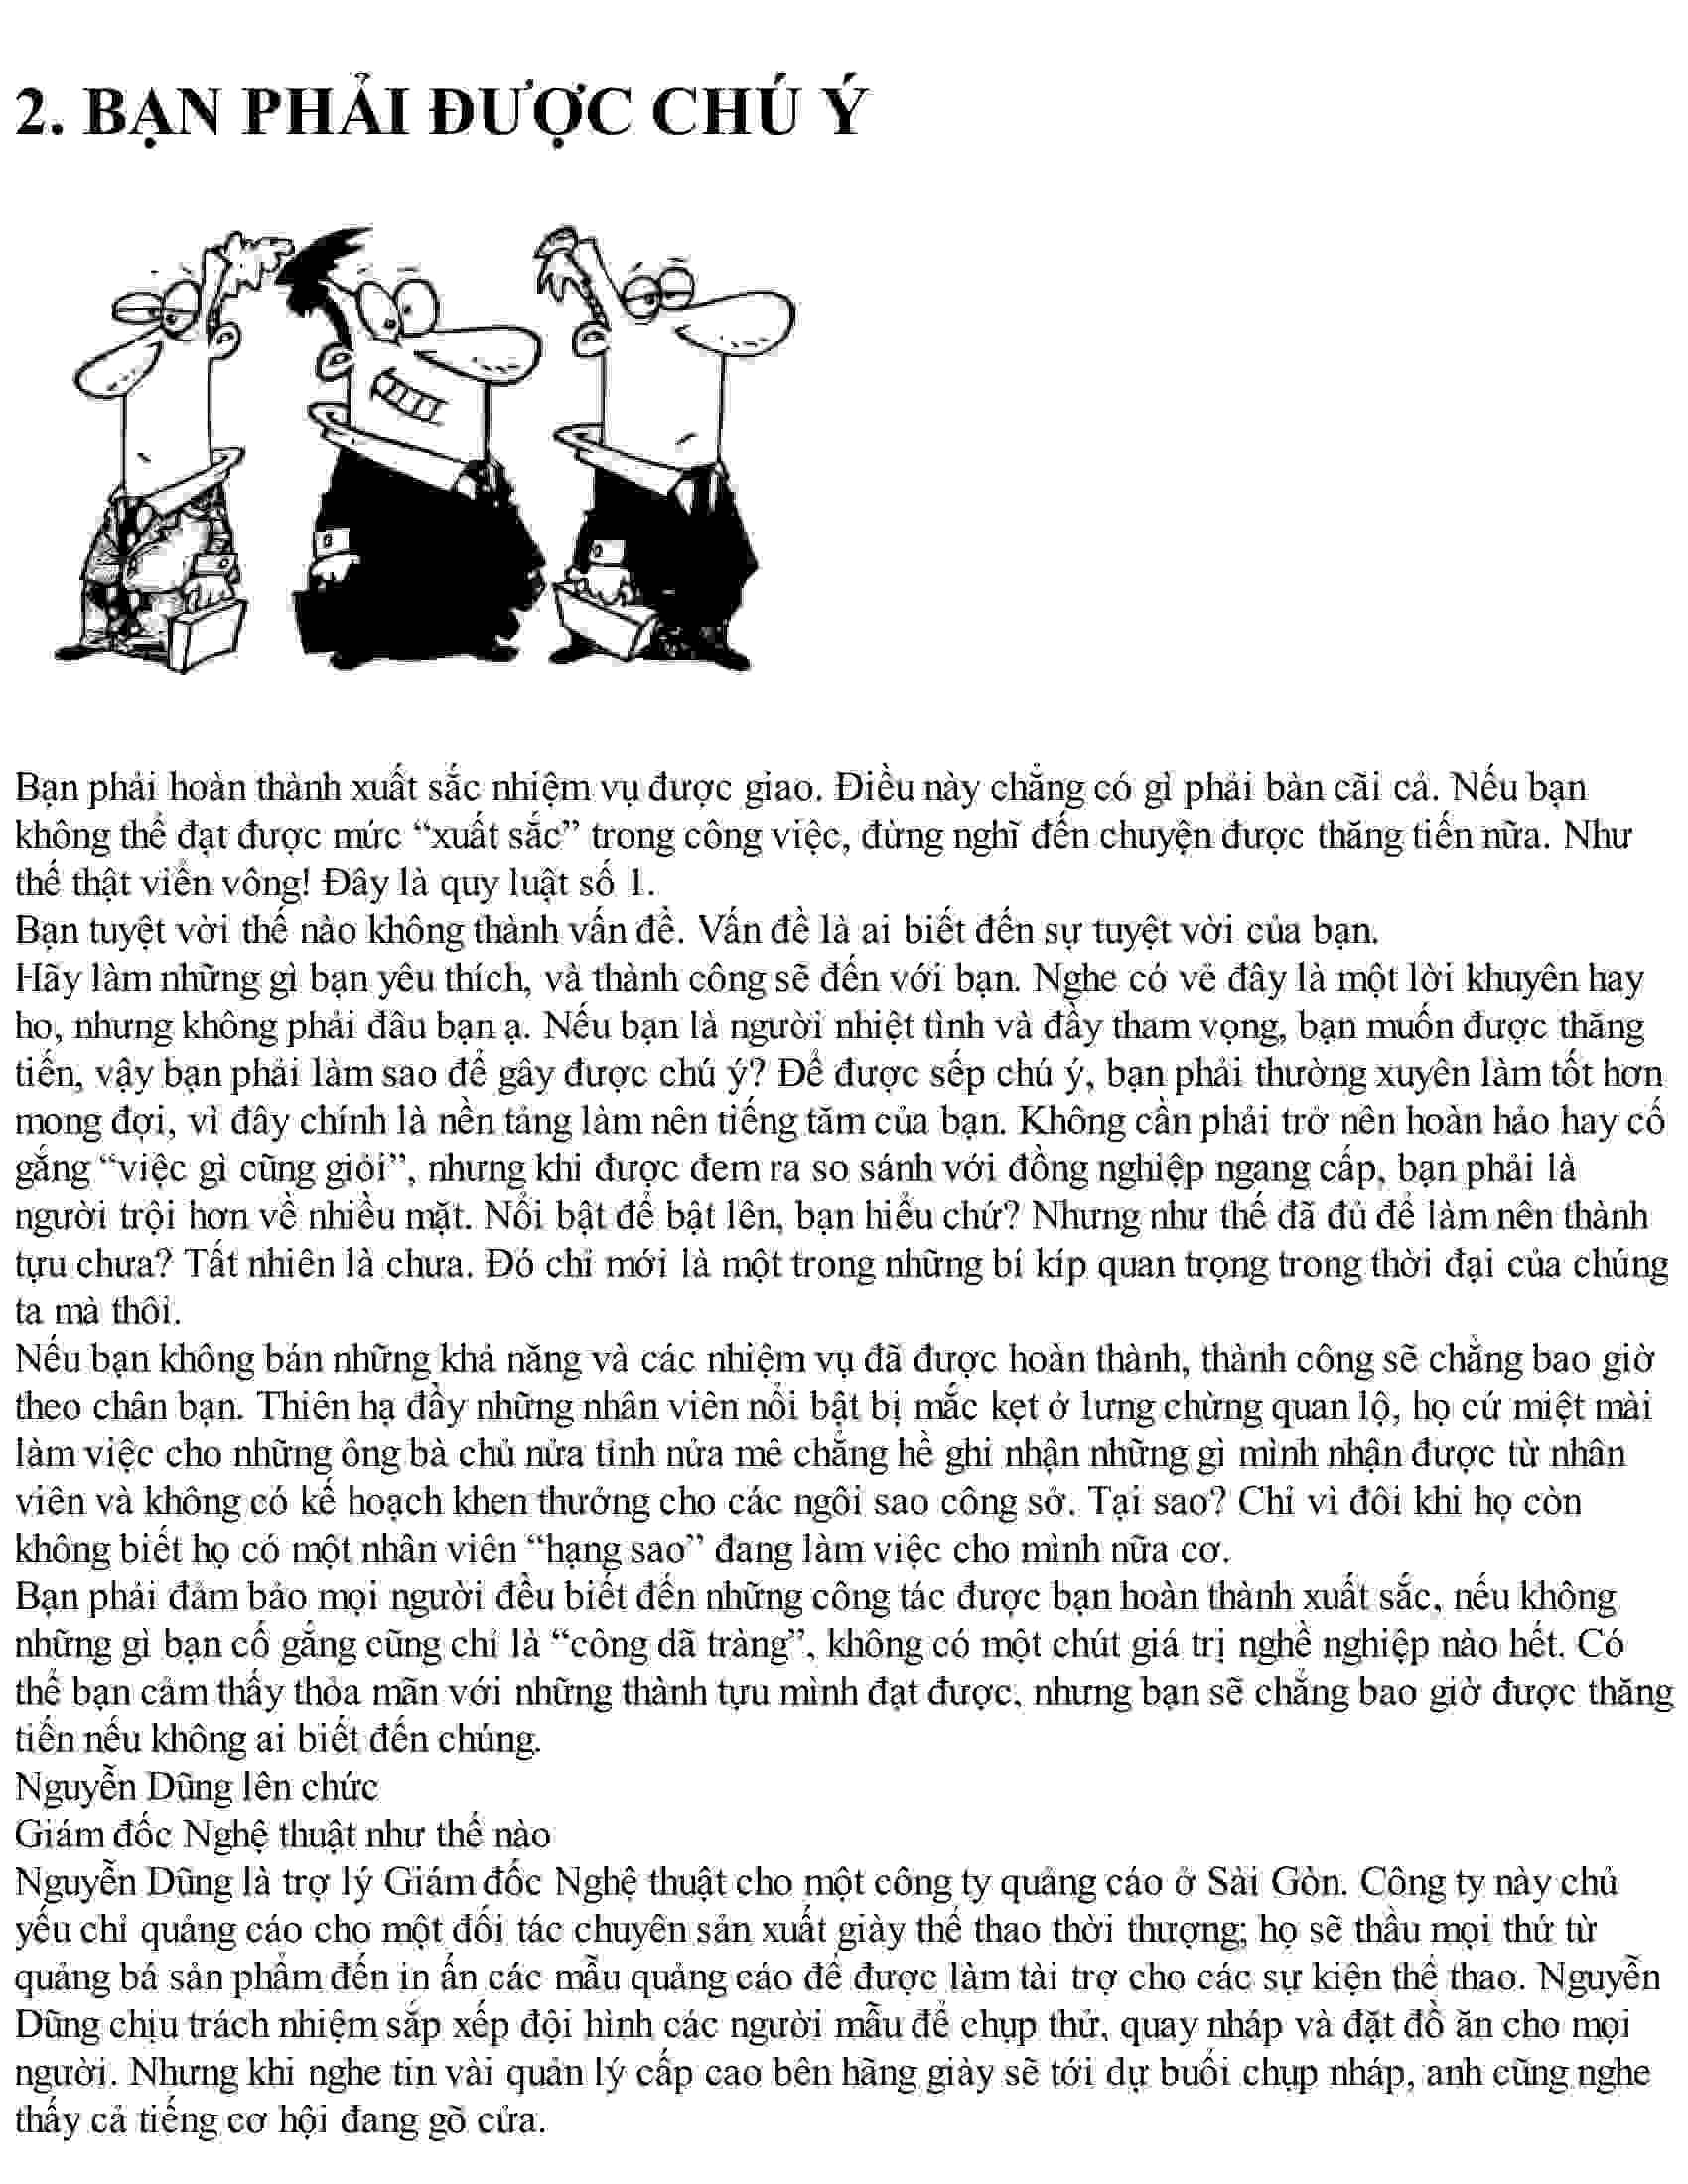 2. BẠN PHẢI ĐƯỢC CHÚ Ý
Bạn phải hoàn thành xuất sắc nhiệm vụ được giao. Điều này chẳng có gì phải bàn cãi cả. Nếu bạn
không thể đạt được mức “xuất sắc” trong công việc, đừng nghĩ đến chuyện được thăng tiến nữa. Như
thế thật viển vông! Đây là quy luật số 1.
Bạn tuyệt vời thế nào không thành vấn đề. Vấn đề là ai biết đến sự tuyệt vời của bạn.
Hãy làm những gì bạn yêu thích, và thành công sẽ đến với bạn. Nghe có vẻ đây là một lời khuyên hay
ho, nhưng không phải đâu bạn ạ. Nếu bạn là người nhiệt tình và đầy tham vọng, bạn muốn được thăng
tiến, vậy bạn phải làm sao để gây được chú ý? Để được sếp chú ý, bạn phải thường xuyên làm tốt hơn
mong đợi, vì đây chính là nền tảng làm nên tiếng tăm của bạn. Không cần phải trở nên hoàn hảo hay cố
gắng “việc gì cũng giỏi”, nhưng khi được đem ra so sánh với đồng nghiệp ngang cấp, bạn phải là
người trội hơn về nhiều mặt. Nổi bật để bật lên, bạn hiểu chứ? Nhưng như thế đã đủ để làm nên thành
tựu chưa? Tất nhiên là chưa. Đó chỉ mới là một trong những bí kíp quan trọng trong thời đại của chúng
ta mà thôi.
Nếu bạn không bán những khả năng và các nhiệm vụ đã được hoàn thành, thành công sẽ chẳng bao giờ
theo chân bạn. Thiên hạ đầy những nhân viên nổi bật bị mắc kẹt ở lưng chừng quan lộ, họ cứ miệt mài
làm việc cho những ông bà chủ nửa tỉnh nửa mê chẳng hề ghi nhận những gì mình nhận được từ nhân
viên và không có kế hoạch khen thưởng cho các ngôi sao công sở. Tại sao? Chỉ vì đôi khi họ còn
không biết họ có một nhân viên “hạng sao” đang làm việc cho mình nữa cơ.
Bạn phải đảm bảo mọi người đều biết đến những công tác được bạn hoàn thành xuất sắc, nếu không
những gì bạn cố gắng cũng chỉ là “công dã tràng”, không có một chút giá trị nghề nghiệp nào hết. Có
thể bạn cảm thấy thỏa mãn với những thành tựu mình đạt được, nhưng bạn sẽ chẳng bao giờ được thăng
tiến nếu không ai biết đến chúng.
Nguyễn Dũng lên chức
Giám đốc Nghệ thuật như thế nào
Nguyễn Dũng là trợ lý Giám đốc Nghệ thuật cho một công ty quảng cáo ở Sài Gòn. Công ty này chủ
yếu chỉ quảng cáo cho một đối tác chuyên sản xuất giày thể thao thời thượng; họ sẽ thầu mọi thứ từ
quảng bá sản phẩm đến in ấn các mẫu quảng cáo để được làm tài trợ cho các sự kiện thể thao. Nguyễn
Dũng chịu trách nhiệm sắp xếp đội hình các người mẫu để chụp thử, quay nháp và đặt đồ ăn cho mọi
người. Nhưng khi nghe tin vài quản lý cấp cao bên hãng giày sẽ tới dự buổi chụp nháp, anh cũng nghe
thấy cả tiếng cơ hội đang gõ cửa.